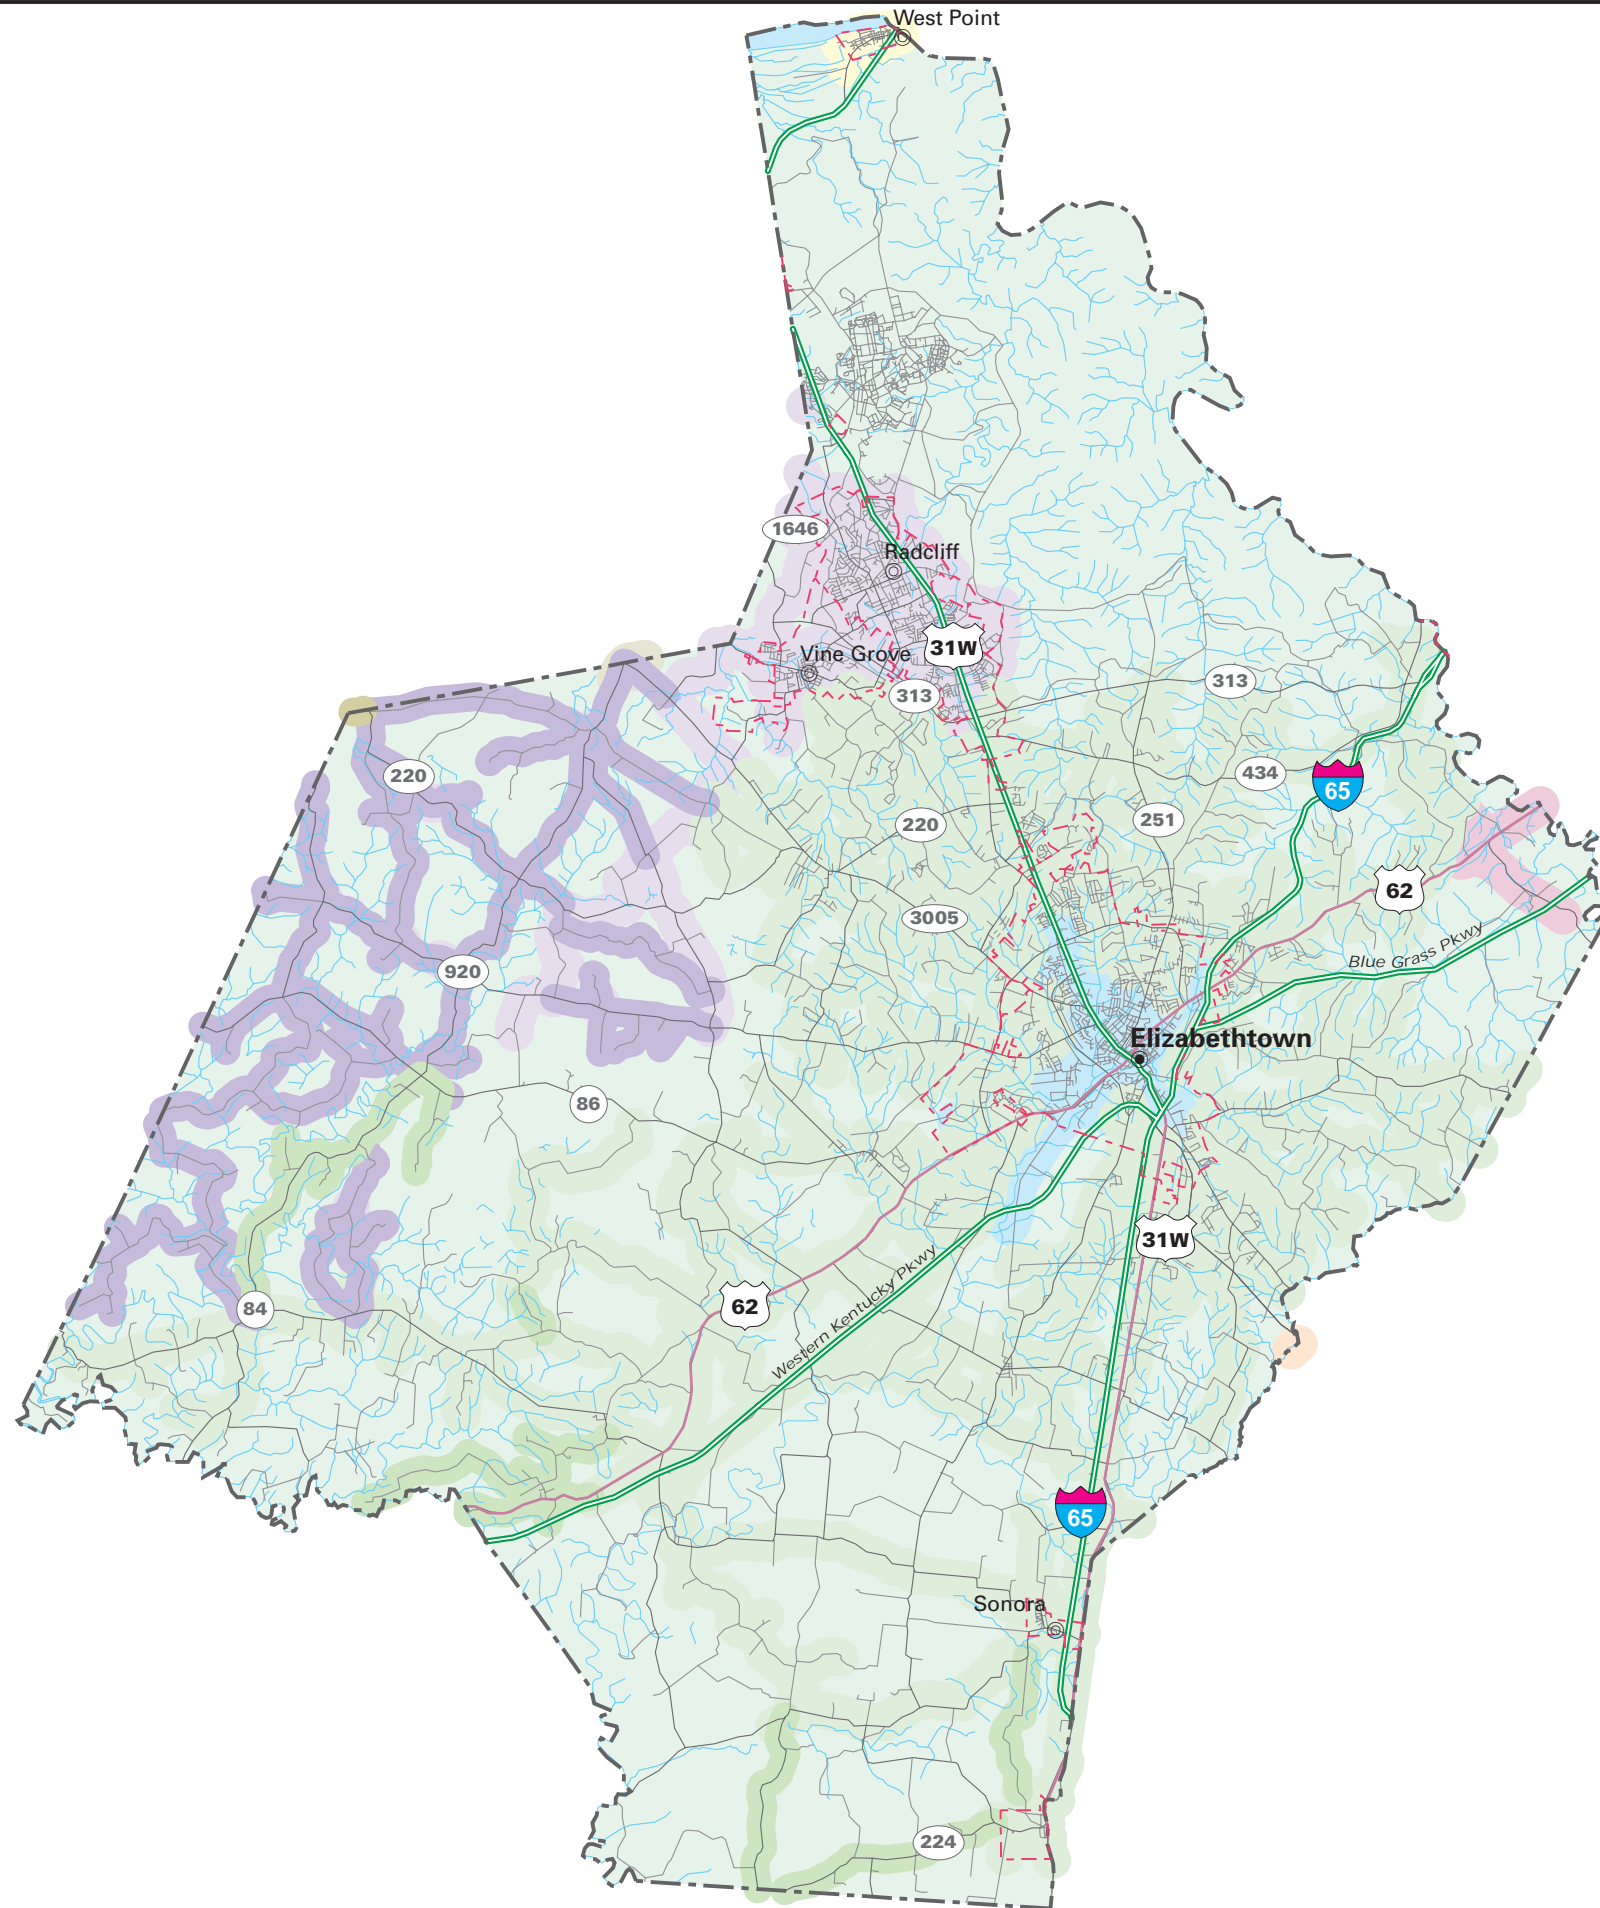 West Point
1646
Radcliff
31W
Vine Grove
313
313
220
434
65
220
251
62
3005
Blue Grass Pkwy
920
Elizabethtown
86
31W
84
62
Western Kentucky Pkwy
65
Sonora
224